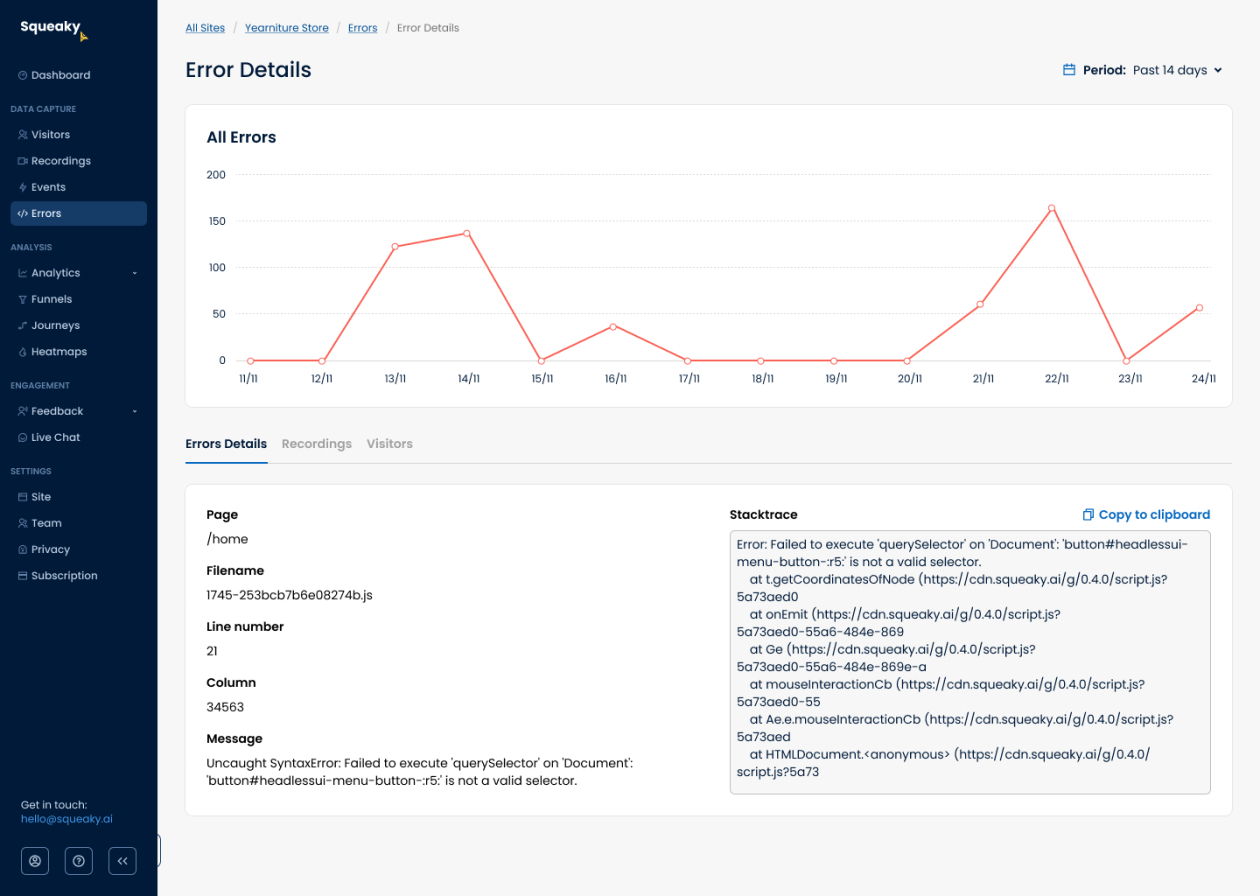 Squeaky
Dashboard
DATA CAPTURE
Visitors
Recordings
Events
Errors
ANALYSIS
Analytics
Funnels
Journeys
Heatmaps
ENGAGEMENT
Feedback
Live Chat
SETTINGS
Site
Team
Privacy
Subscription
Get in touch:
hello@squeaky.ai
All Sites / Yearniture Store / Errors / Error Details
Error Details
Period: Past 14 days
All Errors
200
150
100
50
0
11/11 12/11 13/11 14/11 15/11 16/11 17/11 18/11 19/11 20/11 21/11 22/11 23/11 24/11
Errors Details Recordings Visitors
Page
/home
Filename
1745-253bcb7b6e08274b.js
Line number
21
Column
34563
Message
Uncaught SyntaxError: Failed to execute 'querySelector' on 'Document':
'button#headlessui-menu-button-:r5:' is not a valid selector.
Stacktrace
Copy to clipboard
Error: Failed to execute 'querySelector' on 'Document': 'button#headlessui-
menu-button-:r5:' is not a valid selector.
at t.getCoordinatesOfNode (https://cdn.squeaky.ai/g/0.4.0/script.js?
5a73aed0
at onEmit (https://cdn.squeaky.ai/g/0.4.0/script.js?
5a73aed0-55a6-484e-869
at Ge (https://cdn.squeaky.ai/g/0.4.0/script.js?
5a73aed0-55a6-484e-869e-a
at mouseInteractionCb (https://cdn.squeaky.ai/g/0.4.0/script.js?
5a73aed0-55
at Ae.e.mouseInteractionCb (https://cdn.squeaky.ai/g/0.4.0/script.js?
5a73aed
at HTMLDocument.<anonymous> (https://cdn.squeaky.ai/g/0.4.0/
script.js?5a73